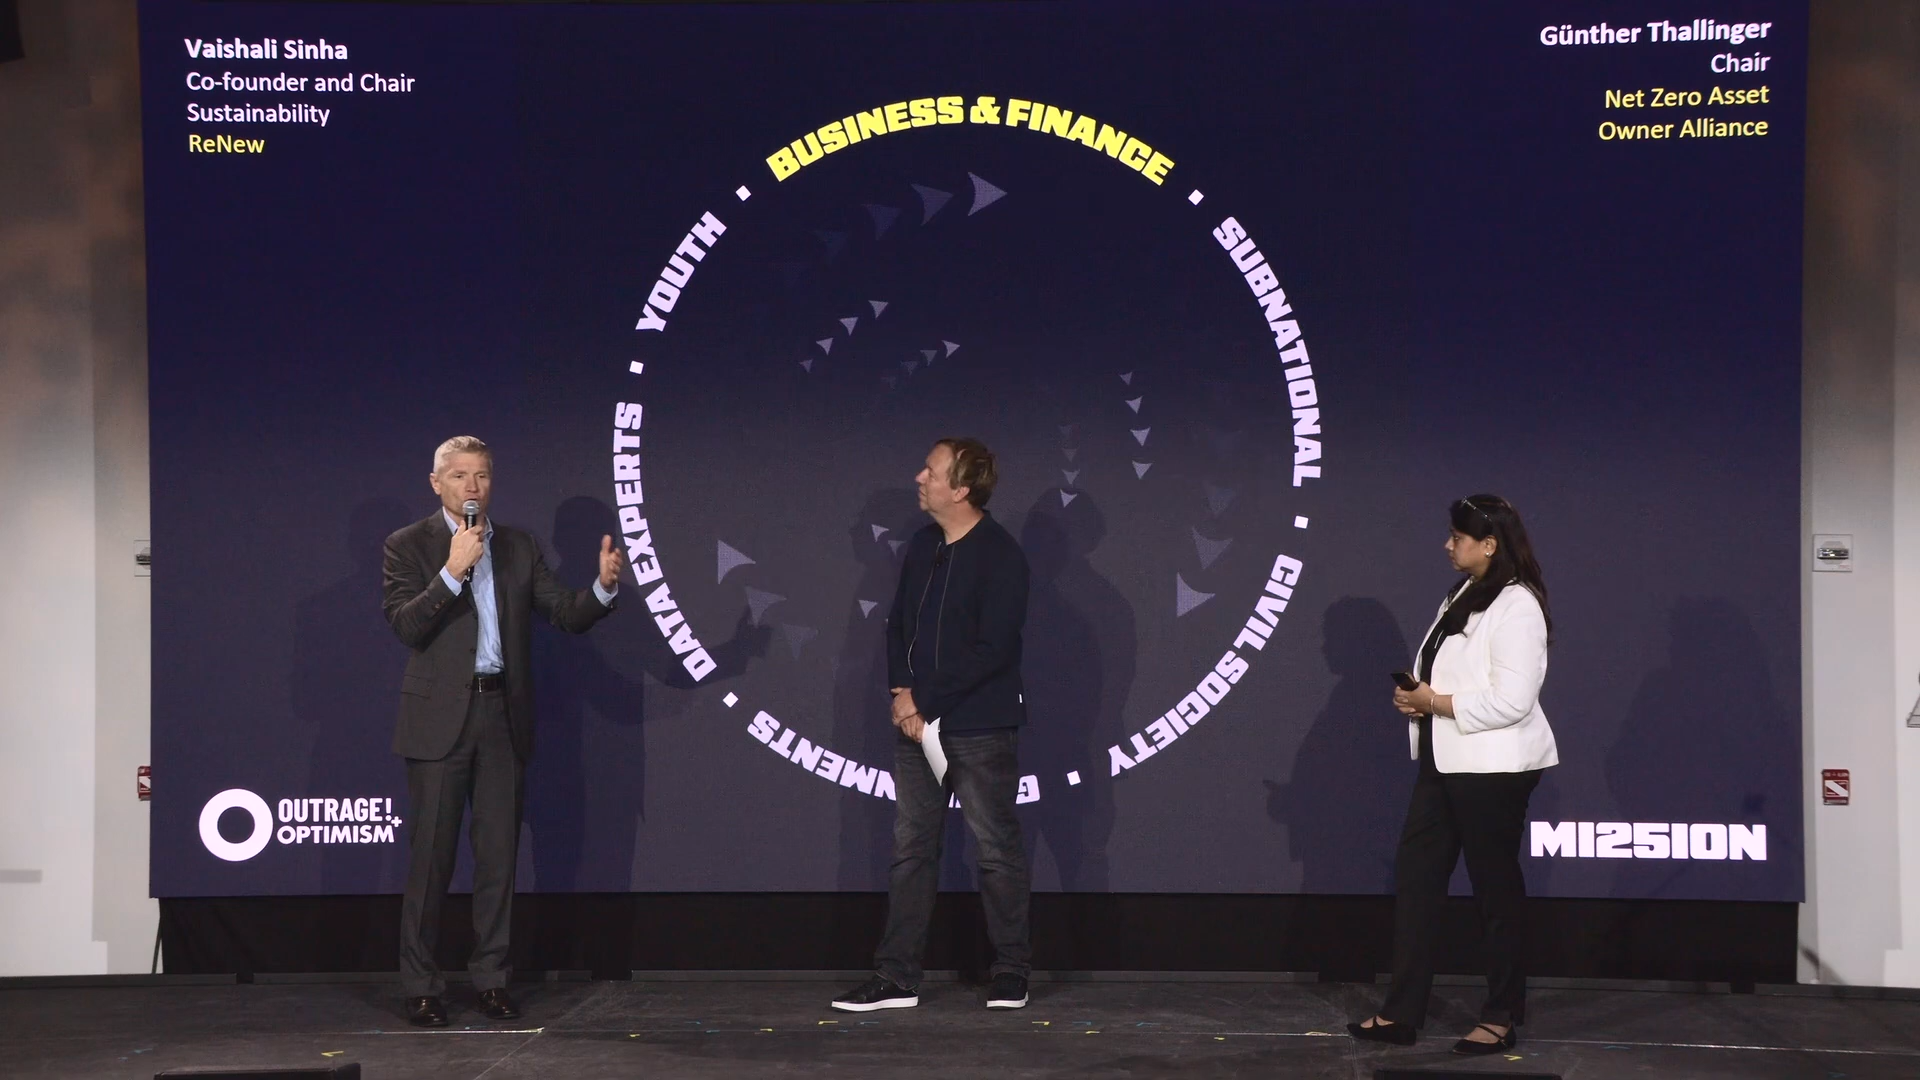 Vaishali Sinha
Co-founder and Chair
Sustainability
ReNew
Günther Thallinger
Chair
Net Zero Asset
Owner Alliance
BUSINESS & FINANCE
SUBNATIONAL
CIVIL SOCIETY
DATA EXPERTS
YOUTH
OUTRAGE! +
OPTIMISM
MI25ION